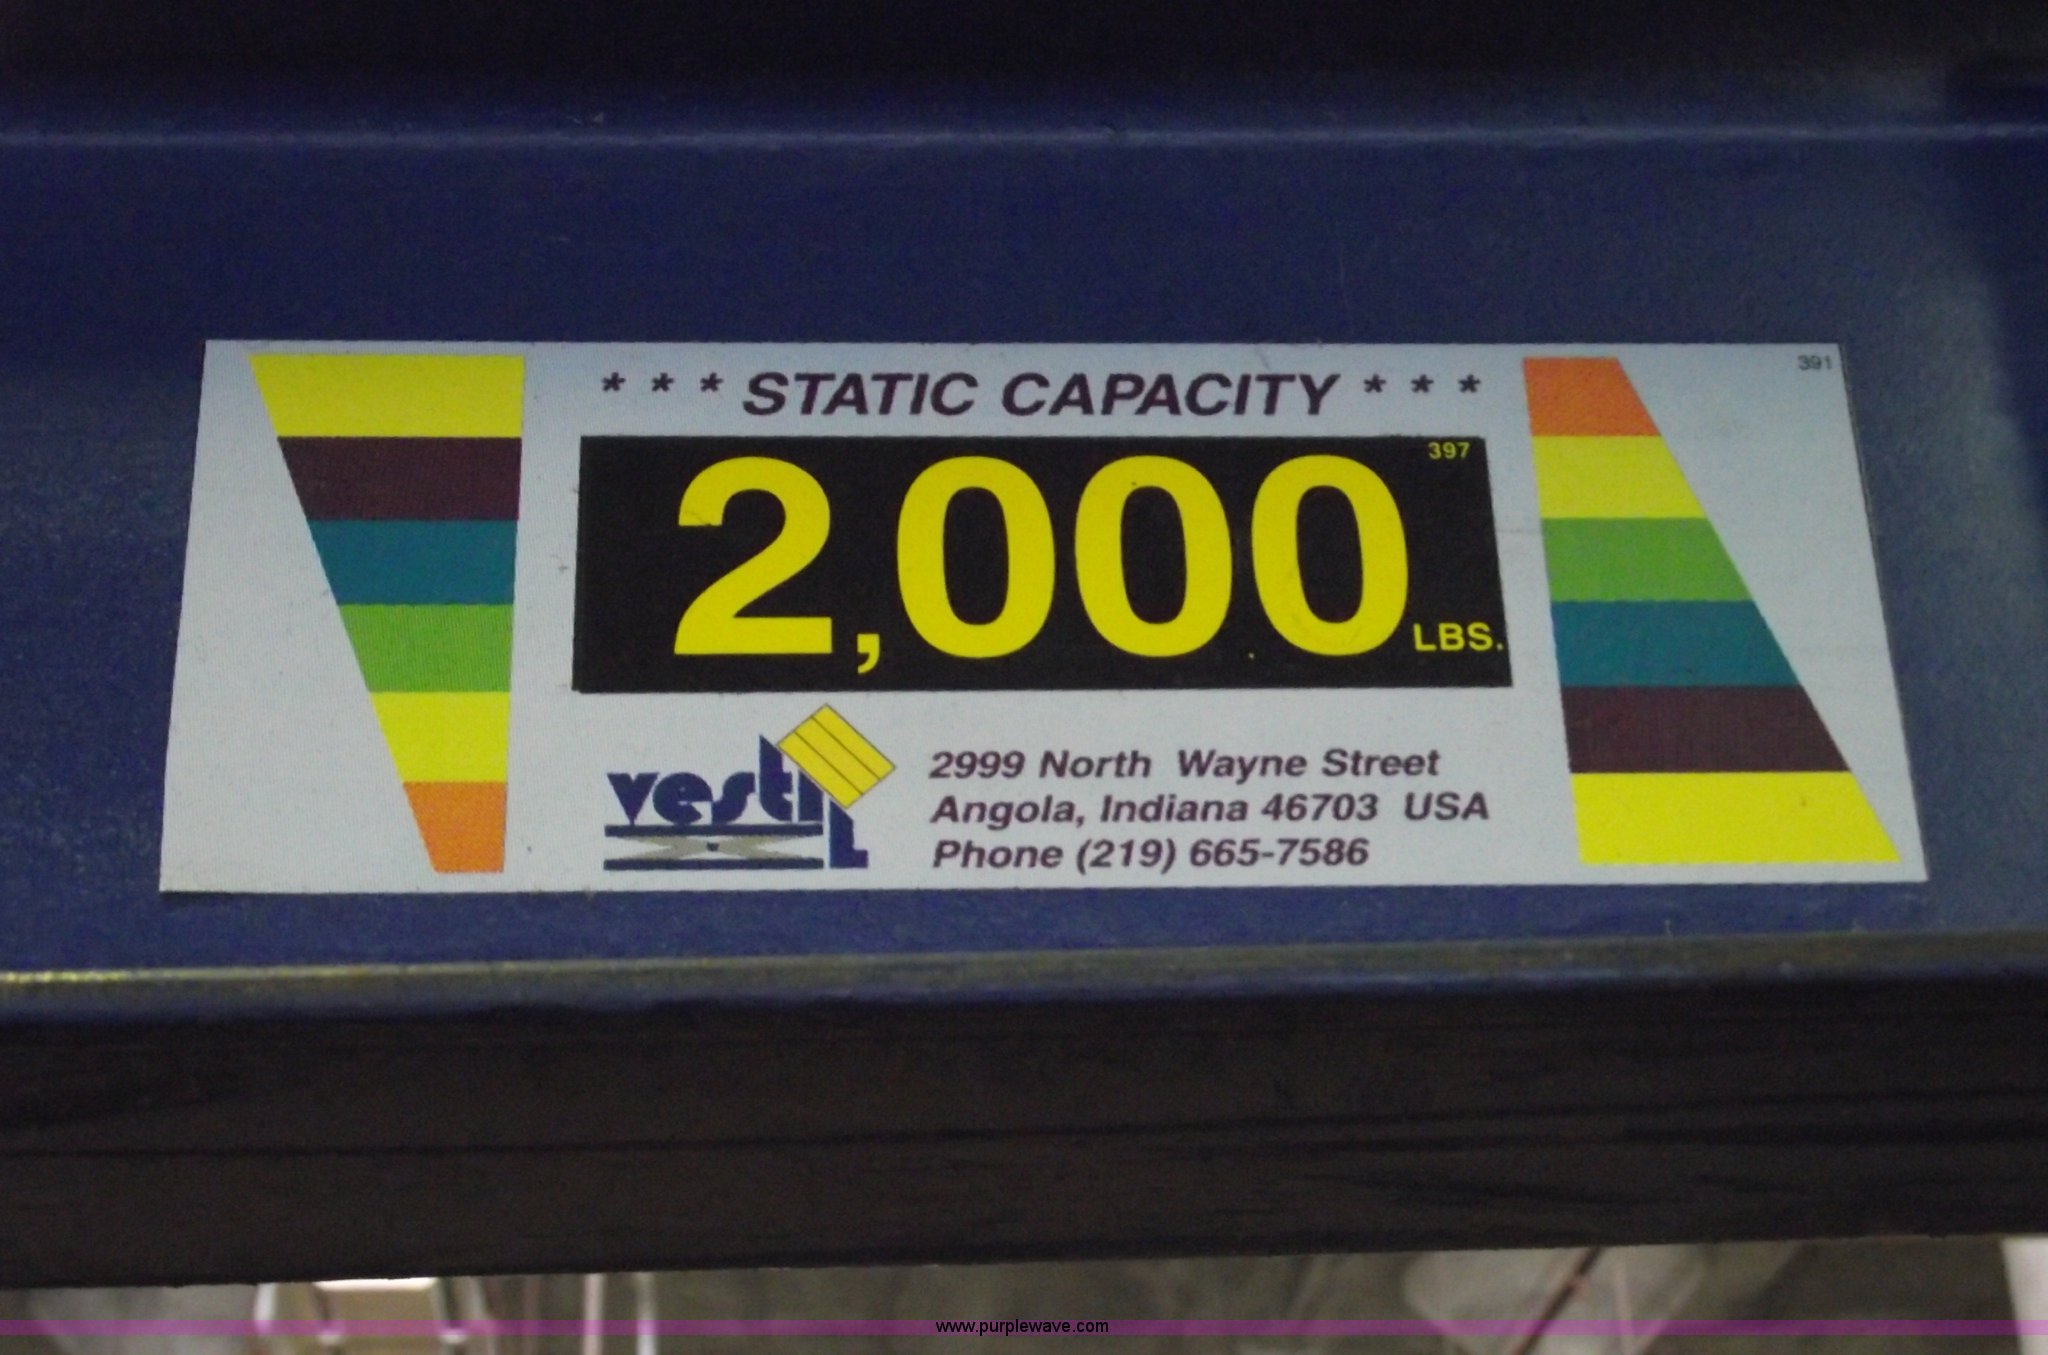 391
* * * STATIC CAPACITY * * *
397
2,000 LBS.
vestil
2999 North Wayne Street
Angola, Indiana 46703 USA
Phone (219) 665-7586
www.purplewave.com